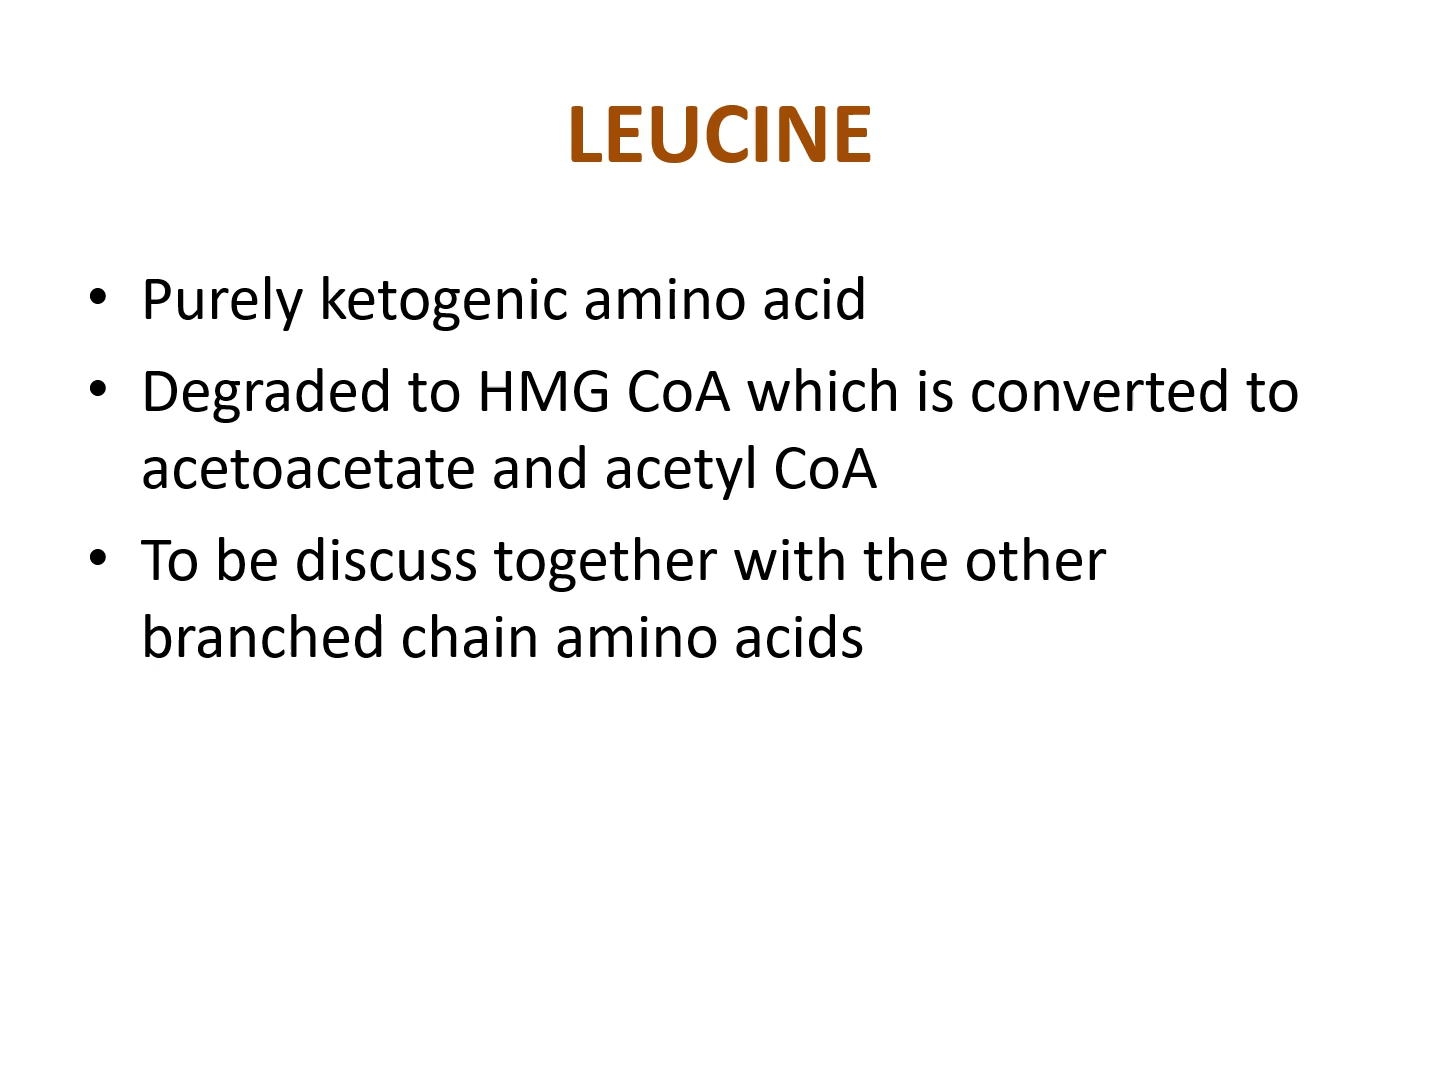 LEUCINE
• Purely ketogenic amino acid
• Degraded to HMG CoA which is converted to
acetoacetate and acetyl CoA
• To be discuss together with the other
branched chain amino acids